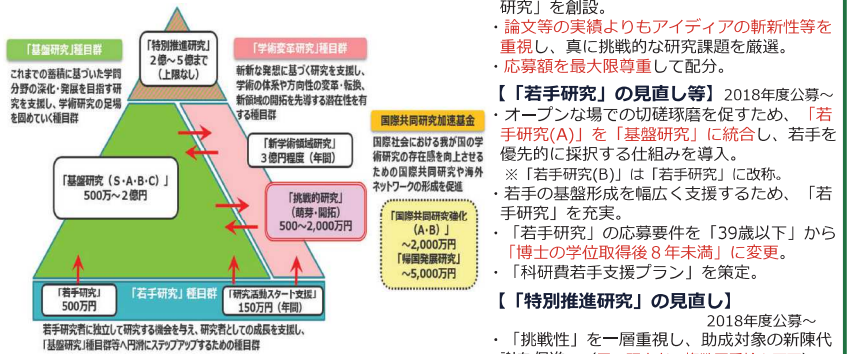 「特別推進研究」
2億~5億まで
(上限なし)
「基盤研究」種目群
これまでの蓄積に基づいた学問
分野の深化・発展を目指す研
究を支援し、学術研究の足場
を固めていく種目群
「学術変革研究」種目群
斬新な発想に基づく研究を支援し、
学術の体系や方向性の変革・転換、
新領域の開拓を先導する潜在性を有
する種目群
「新学術領域研究」
3億円程度(年間)
「基盤研究(S・A・B・C)」
500万~2億円
「挑戦的研究」
(萌芽・開拓)
500~2,000万円
「若手研究」
500万円
「若手研究」種目群
「研究活動スタート支援」
150万円(年間)
若手研究者に独立して研究する機会を与え、研究者としての成長を支援し、
「基盤研究」種目群等へ円滑にステップアップするための種目群
国際共同研究加速基金
国際社会における我が国の学
術研究の存在感を向上させる
ための国際共同研究や海外
ネットワークの形成を促進
「国際共同研究強化
(A・B)」
~2,000万円
「帰国発展研究」
~5,000万円
研究」を創設。
・論文等の実績よりもアイディアの斬新性等を
重視し、真に挑戦的な研究課題を厳選。
・応募額を最大限尊重して配分。
【「若手研究」の見直し等】2018年度公募~
・オープンな場での切磋琢磨を促すため、「若
手研究(A)」を「基盤研究」に統合し、若手を
優先的に採択する仕組みを導入。
※「若手研究(B)」は「若手研究」に改称。
・若手の基盤形成を幅広く支援するため、「若
手研究」を充実。
・「若手研究」の応募要件を「39歳以下」から
「博士の学位取得後8年未満」に変更。
・「科研費若手支援プラン」を策定。
【「特別推進研究」の見直し】
2018年度公募~
・「挑戦性」を一層重視し、助成対象の新陳代